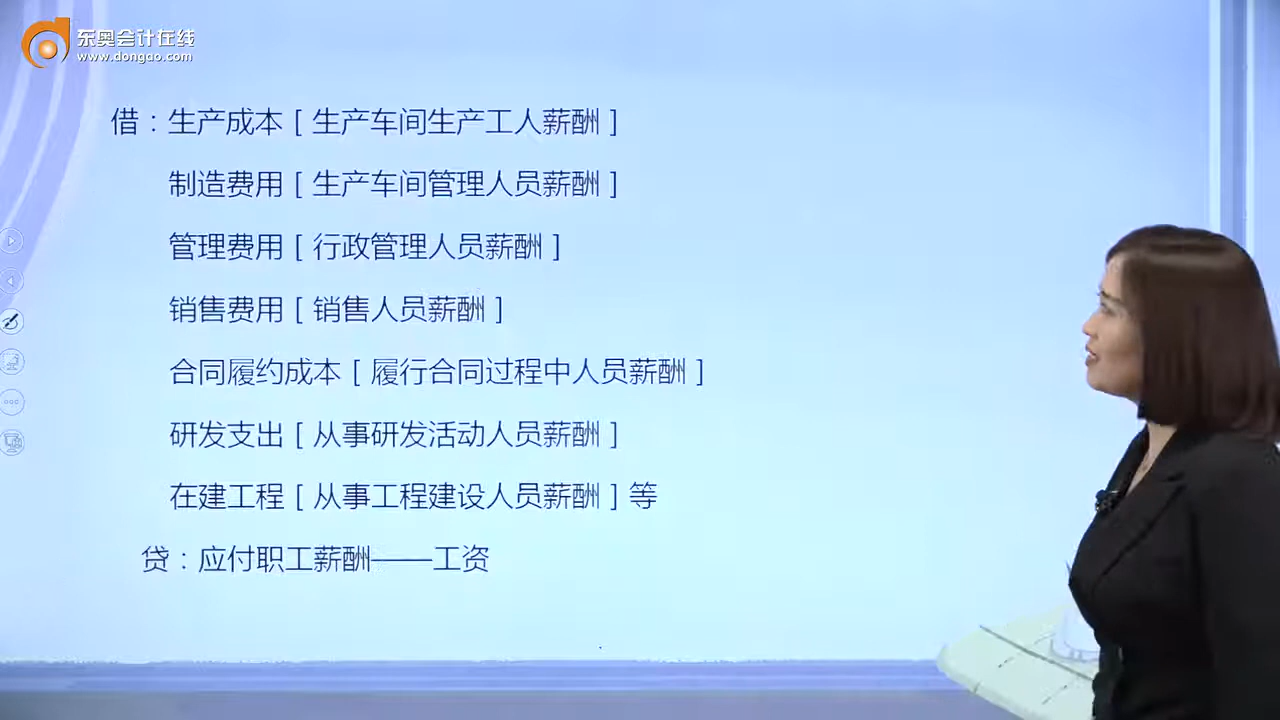 东奥会计在线
www.dongao.com
借：生产成本 [ 生产车间生产工人薪酬 ]
制造费用 [ 生产车间管理人员薪酬 ]
管理费用 [ 行政管理人员薪酬 ]
销售费用 [ 销售人员薪酬 ]
合同履约成本 [ 履行合同过程中人员薪酬 ]
研发支出 [ 从事研发活动人员薪酬 ]
在建工程 [ 从事工程建设人员薪酬 ] 等
贷：应付职工薪酬——工资